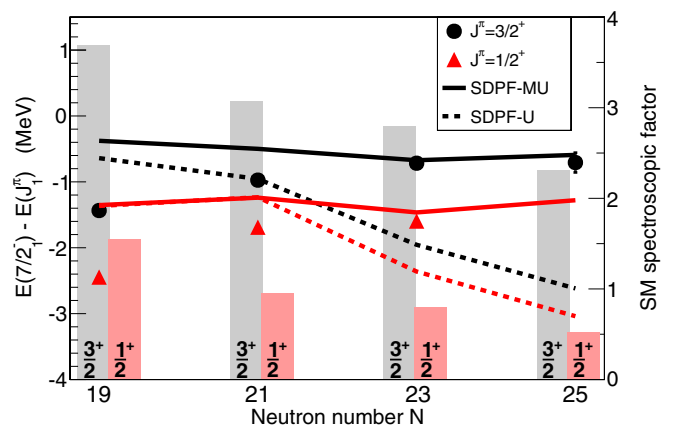 J^π=3/2^+
J^π=1/2^+
SDPF-MU
SDPF-U
E(7/2^-_1) - E(J^π_1) (MeV)
1
0
-1
-2
-3
-4
4
3
2
1
0
SM spectroscopic factor
3/2^+ 1/2^+ 3/2^+ 1/2^+ 3/2^+ 1/2^+ 3/2^+ 1/2^+
19 21 23 25
Neutron number N